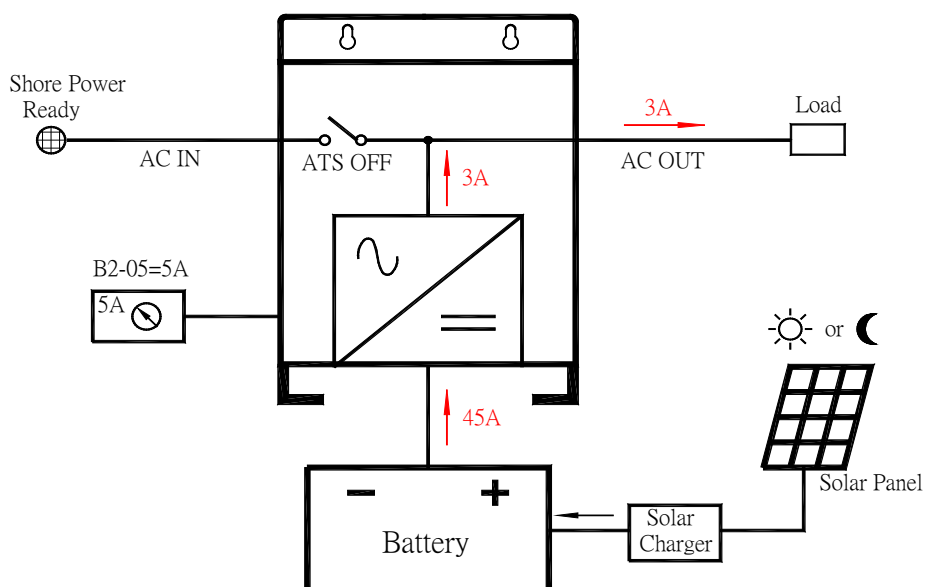 Shore Power
Ready
AC IN
ATS OFF
3A
AC OUT
Load
3A
B2-05=5A
5A
or
45A
Solar Panel
Battery
Solar
Charger